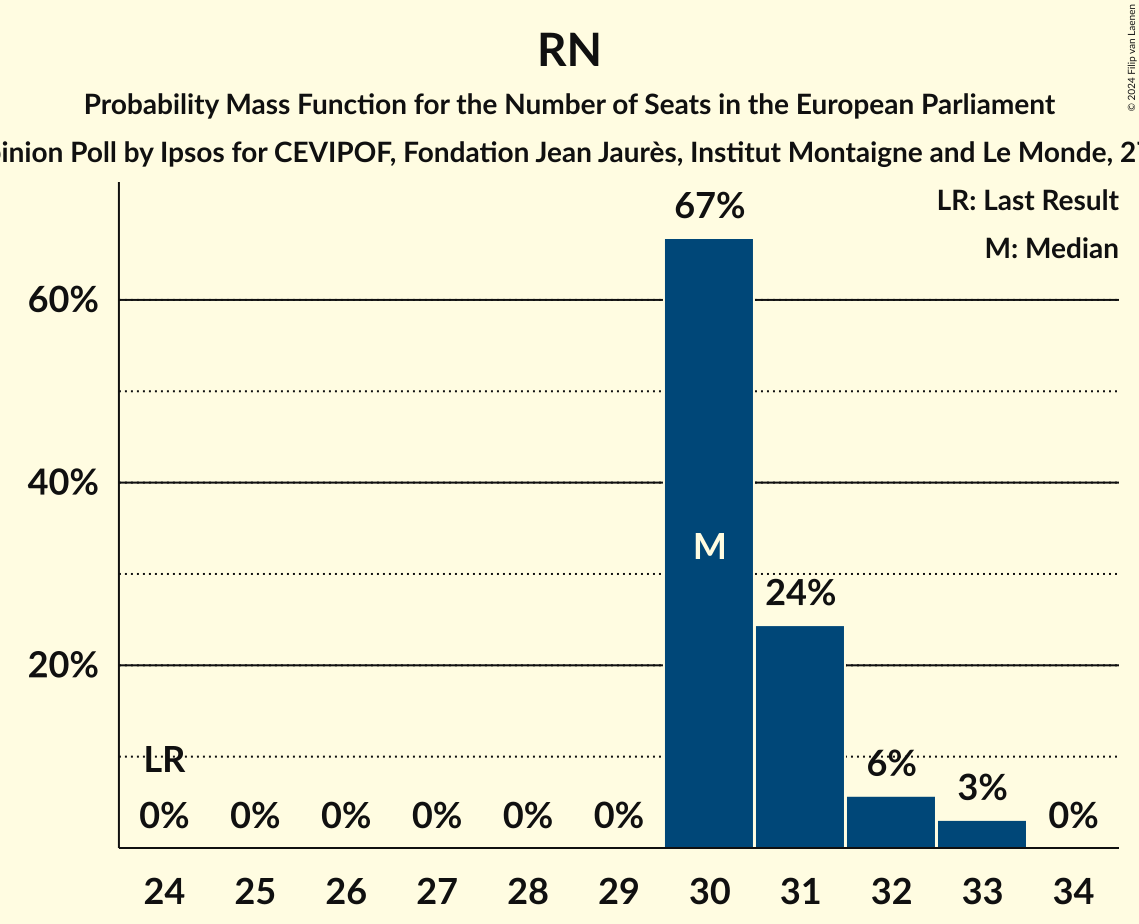 RN
Probability Mass Function for the Number of Seats in the European Parliament
inion Poll by Ipsos for CEVIPOF, Fondation Jean Jaurès, Institut Montaigne and Le Monde, 27
© 2024 Filip van Laenen
LR: Last Result
M: Median
67%
60%
40%
M
24%
20%
LR
6%
3%
0% 0% 0% 0% 0% 0% 0%
24 25 26 27 28 29 30 31 32 33 34